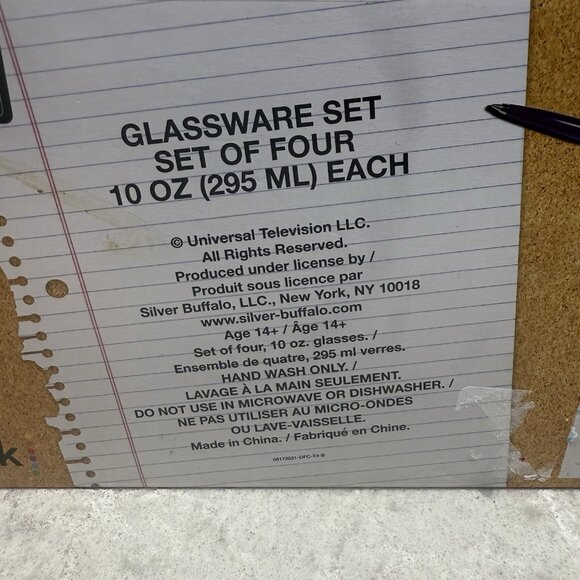 GLASSWARE SET
SET OF FOUR
10 OZ (295 ML) EACH
© Universal Television LLC.
All Rights Reserved.
Produced under license by /
Produit sous licence par
Silver Buffalo, LLC., New York, NY 10018
www.silver-buffalo.com
Age 14+ / Âge 14+
Set of four, 10 oz. glasses. /
Ensemble de quatre, 295 ml verres.
HAND WASH ONLY. /
LAVAGE À LA MAIN SEULEMENT.
DO NOT USE IN MICROWAVE OR DISHWASHER. /
NE PAS UTILISER AU MICRO-ONDES
OU LAVE-VAISSELLE.
Made in China. / Fabriqué en Chine.
06172021-OFC-T4-B
k